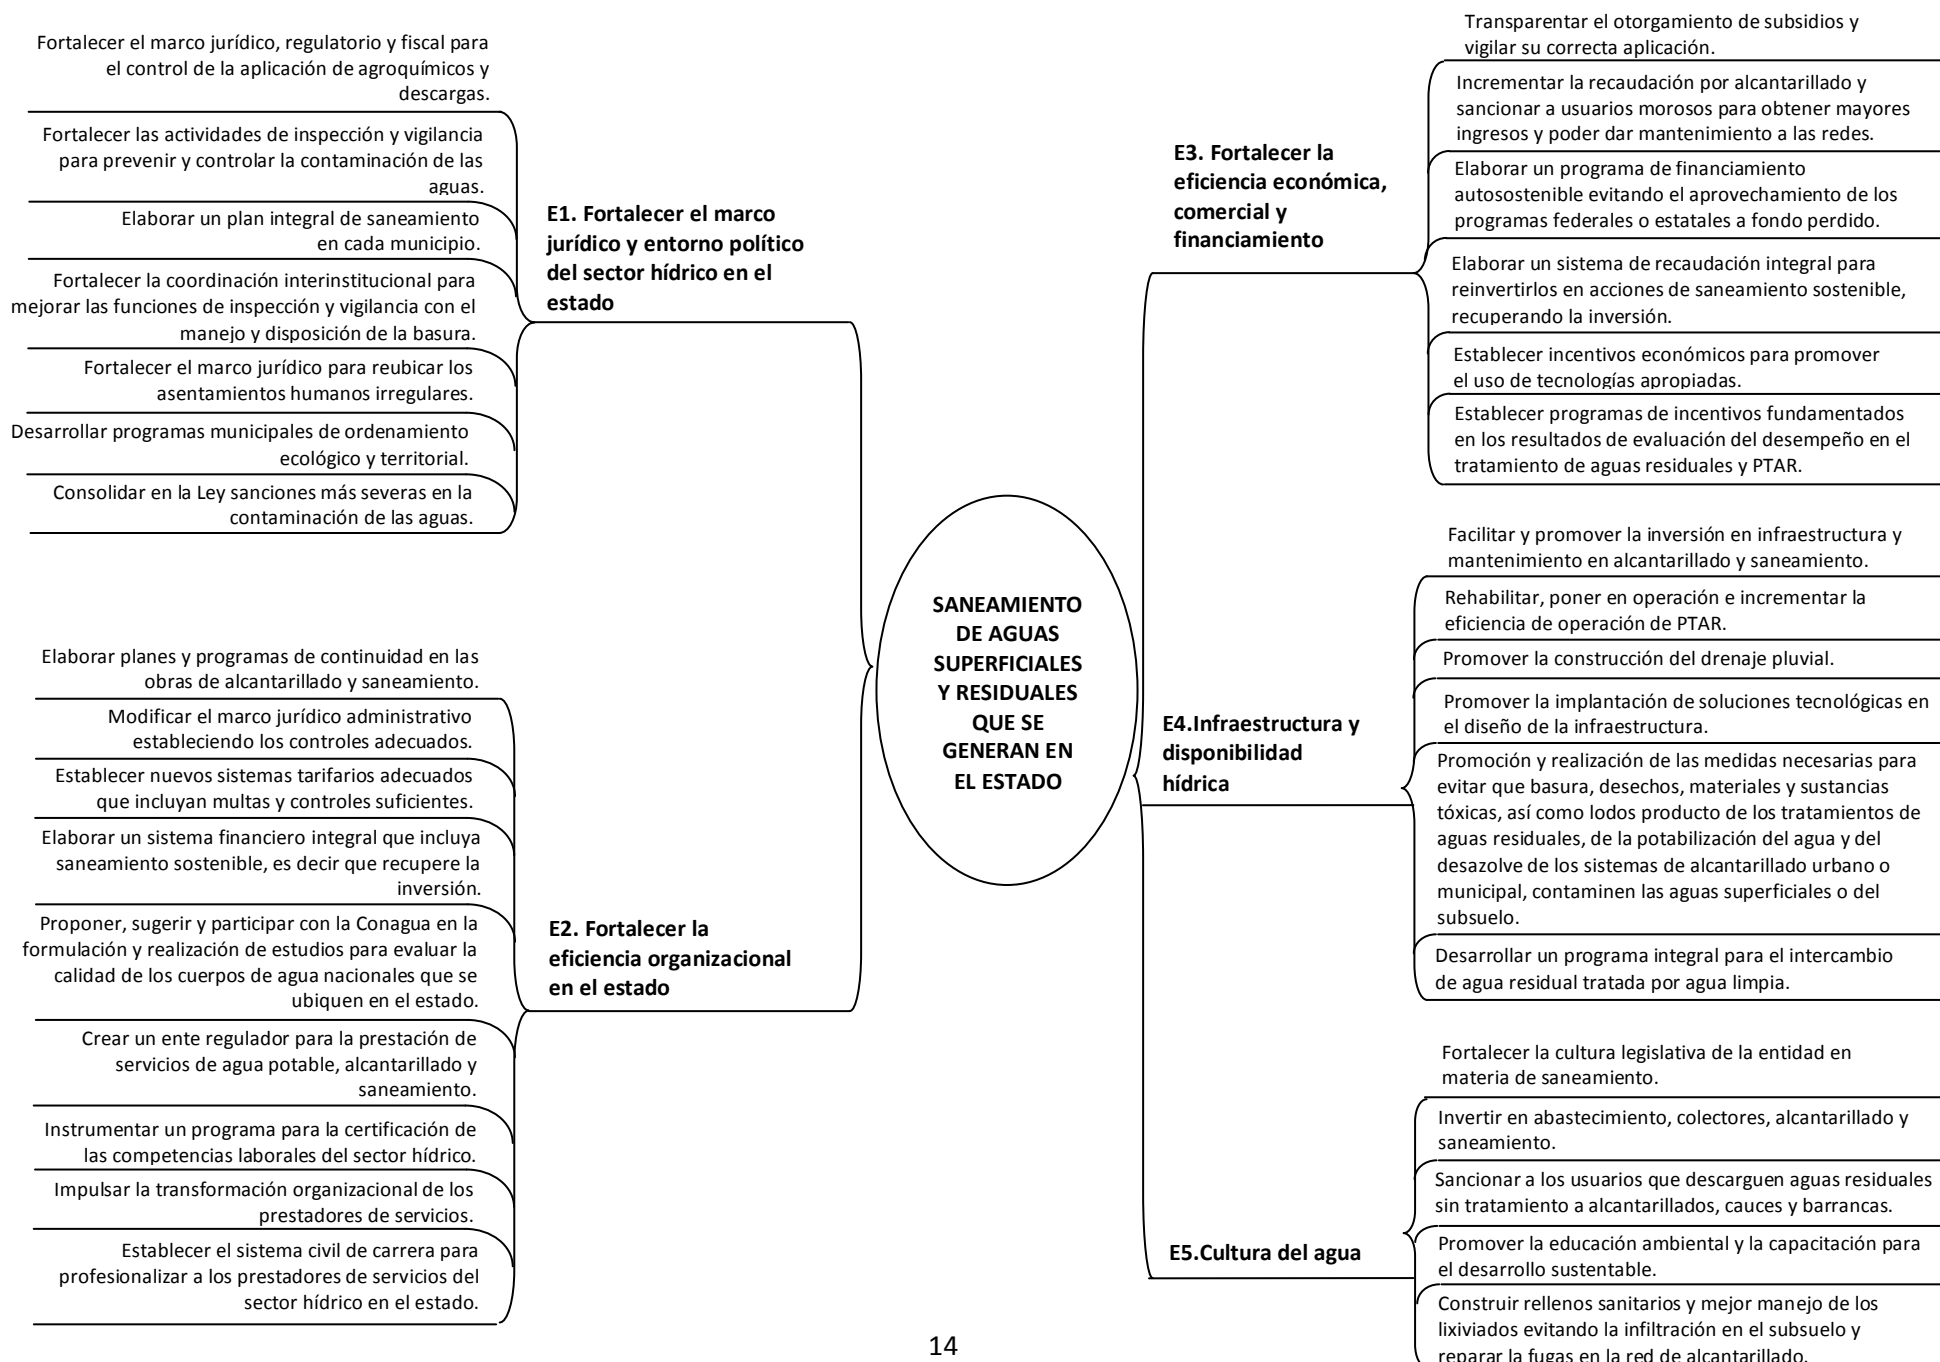 Fortalecer el marco jurídico, regulatorio y fiscal para
el control de la aplicación de agroquímicos y
descargas.
Fortalecer las actividades de inspección y vigilancia
para prevenir y controlar la contaminación de las
aguas.
Elaborar un plan integral de saneamiento
en cada municipio.
Fortalecer la coordinación interinstitucional para
mejorar las funciones de inspección y vigilancia con el
manejo y disposición de la basura.
Fortalecer el marco jurídico para reubicar los
asentamientos humanos irregulares.
Desarrollar programas municipales de ordenamiento
ecológico y territorial.
Consolidar en la Ley sanciones más severas en la
contaminación de las aguas.
E1. Fortalecer el marco
jurídico y entorno político
del sector hídrico en el
estado
Elaborar planes y programas de continuidad en las
obras de alcantarillado y saneamiento.
Modificar el marco jurídico administrativo
estableciendo los controles adecuados.
Establecer nuevos sistemas tarifarios adecuados
que incluyan multas y controles suficientes.
Elaborar un sistema financiero integral que incluya
saneamiento sostenible, es decir que recupere la
inversión.
Proponer, sugerir y participar con la Conagua en la
formulación y realización de estudios para evaluar la
calidad de los cuerpos de agua nacionales que se
ubiquen en el estado.
Crear un ente regulador para la prestación de
servicios de agua potable, alcantarillado y
saneamiento.
Instrumentar un programa para la certificación de
las competencias laborales del sector hídrico.
Impulsar la transformación organizacional de los
prestadores de servicios.
Establecer el sistema civil de carrera para
profesionalizar a los prestadores de servicios del
sector hídrico en el estado.
E2. Fortalecer la
eficiencia organizacional
en el estado
SANEAMIENTO
DE AGUAS
SUPERFICIALES
Y RESIDUALES
QUE SE
GENERAN EN
EL ESTADO
E3. Fortalecer la
eficiencia económica,
comercial y
financiamiento
Transparentar el otorgamiento de subsidios y
vigilar su correcta aplicación.
Incrementar la recaudación por alcantarillado y
sancionar a usuarios morosos para obtener mayores
ingresos y poder dar mantenimiento a las redes.
Elaborar un programa de financiamiento
autosostenible evitando el aprovechamiento de los
programas federales o estatales a fondo perdido.
Elaborar un sistema de recaudación integral para
reinvertirlos en acciones de saneamiento sostenible,
recuperando la inversión.
Establecer incentivos económicos para promover
el uso de tecnologías apropiadas.
Establecer programas de incentivos fundamentados
en los resultados de evaluación del desempeño en el
tratamiento de aguas residuales y PTAR.
E4.Infraestructura y
disponibilidad
hídrica
Facilitar y promover la inversión en infraestructura y
mantenimiento en alcantarillado y saneamiento.
Rehabilitar, poner en operación e incrementar la
eficiencia de operación de PTAR.
Promover la construcción del drenaje pluvial.
Promover la implantación de soluciones tecnológicas en
el diseño de la infraestructura.
Promoción y realización de las medidas necesarias para
evitar que basura, desechos, materiales y sustancias
tóxicas, así como lodos producto de los tratamientos de
aguas residuales, de la potabilización del agua y del
desazolve de los sistemas de alcantarillado urbano o
municipal, contaminen las aguas superficiales o del
subsuelo.
Desarrollar un programa integral para el intercambio
de agua residual tratada por agua limpia.
E5.Cultura del agua
Fortalecer la cultura legislativa de la entidad en
materia de saneamiento.
Invertir en abastecimiento, colectores, alcantarillado y
saneamiento.
Sancionar a los usuarios que descarguen aguas residuales
sin tratamiento a alcantarillados, cauces y barrancas.
Promover la educación ambiental y la capacitación para
el desarrollo sustentable.
Construir rellenos sanitarios y mejor manejo de los
lixiviados evitando la infiltración en el subsuelo y
reparar la fugas en la red de alcantarillado.
14